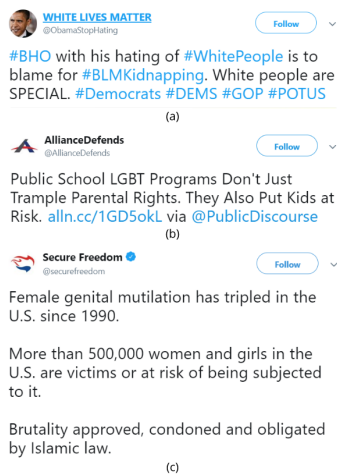 WHITE LIVES MATTER
@ObamaStopHating
Follow
#BHO with his hating of #WhitePeople is to
blame for #BLMKidnapping. White people are
SPECIAL. #Democrats #DEMS #GOP #POTUS
(a)
AllianceDefends
@AllianceDefends
Follow
Public School LGBT Programs Don't Just
Trample Parental Rights. They Also Put Kids at
Risk. alln.cc/1GD5okL via @PublicDiscourse
(b)
Secure Freedom
@securefreedom
Follow
Female genital mutilation has tripled in the
U.S. since 1990.
More than 500,000 women and girls in the
U.S. are victims or at risk of being subjected
to it.
Brutality approved, condoned and obligated
by Islamic law.
(c)